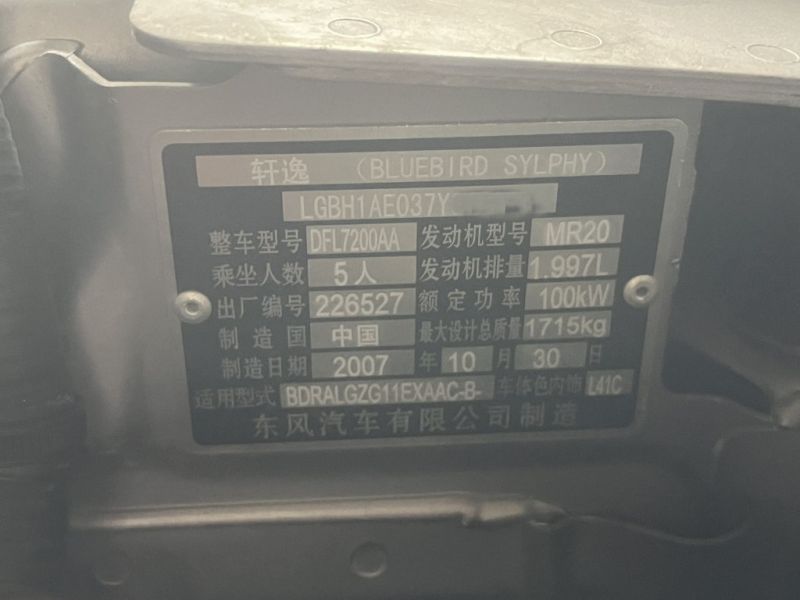 轩逸 （BLUEBIRD SYLPHY）
LGBH1AE037Y
整车型号 DFL7200AA 发动机型号 MR20
乘坐人数 5人 发动机排量 1.997L
出厂编号 226527 额定功率 100kW
制造国 中国 最大设计总质量 1715kg
制造日期 2007 年 10 月 30 日
适用型式 BDRALGZG11EXAAC-B- 车体色内饰 L41C
东风汽车有限公司制造